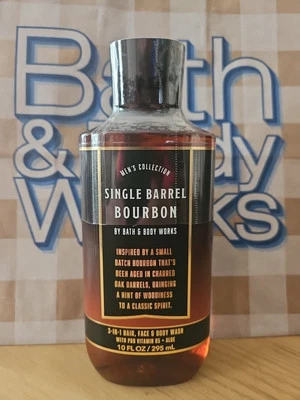 Bath
& Body
Works
MEN'S COLLECTION
SINGLE BARREL
BOURBON
BY BATH & BODY WORKS
INSPIRED BY A SMALL
BATCH BOURBON THAT'S
BEEN AGED IN CHARRED
OAK BARRELS, BRINGING
A HINT OF WOODINESS
TO A CLASSIC SPIRIT.
3-IN-1 HAIR, FACE & BODY WASH
WITH PRO VITAMIN B5 + ALOE
10 FL OZ / 295 mL